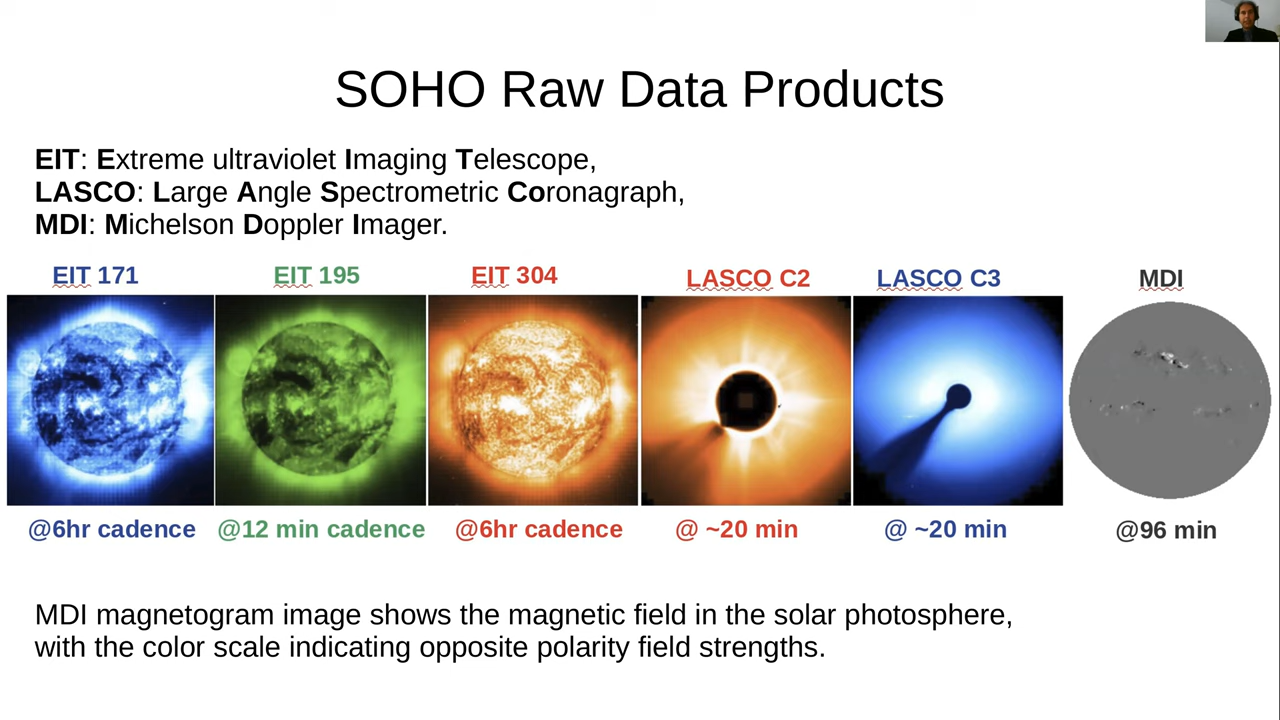 SOHO Raw Data Products
EIT: Extreme ultraviolet Imaging Telescope,
LASCO: Large Angle Spectrometric Coronagraph,
MDI: Michelson Doppler Imager.
EIT 171 EIT 195 EIT 304 LASCO C2 LASCO C3 MDI
@6hr cadence @12 min cadence @6hr cadence @ ~20 min @ ~20 min @96 min
MDI magnetogram image shows the magnetic field in the solar photosphere,
with the color scale indicating opposite polarity field strengths.